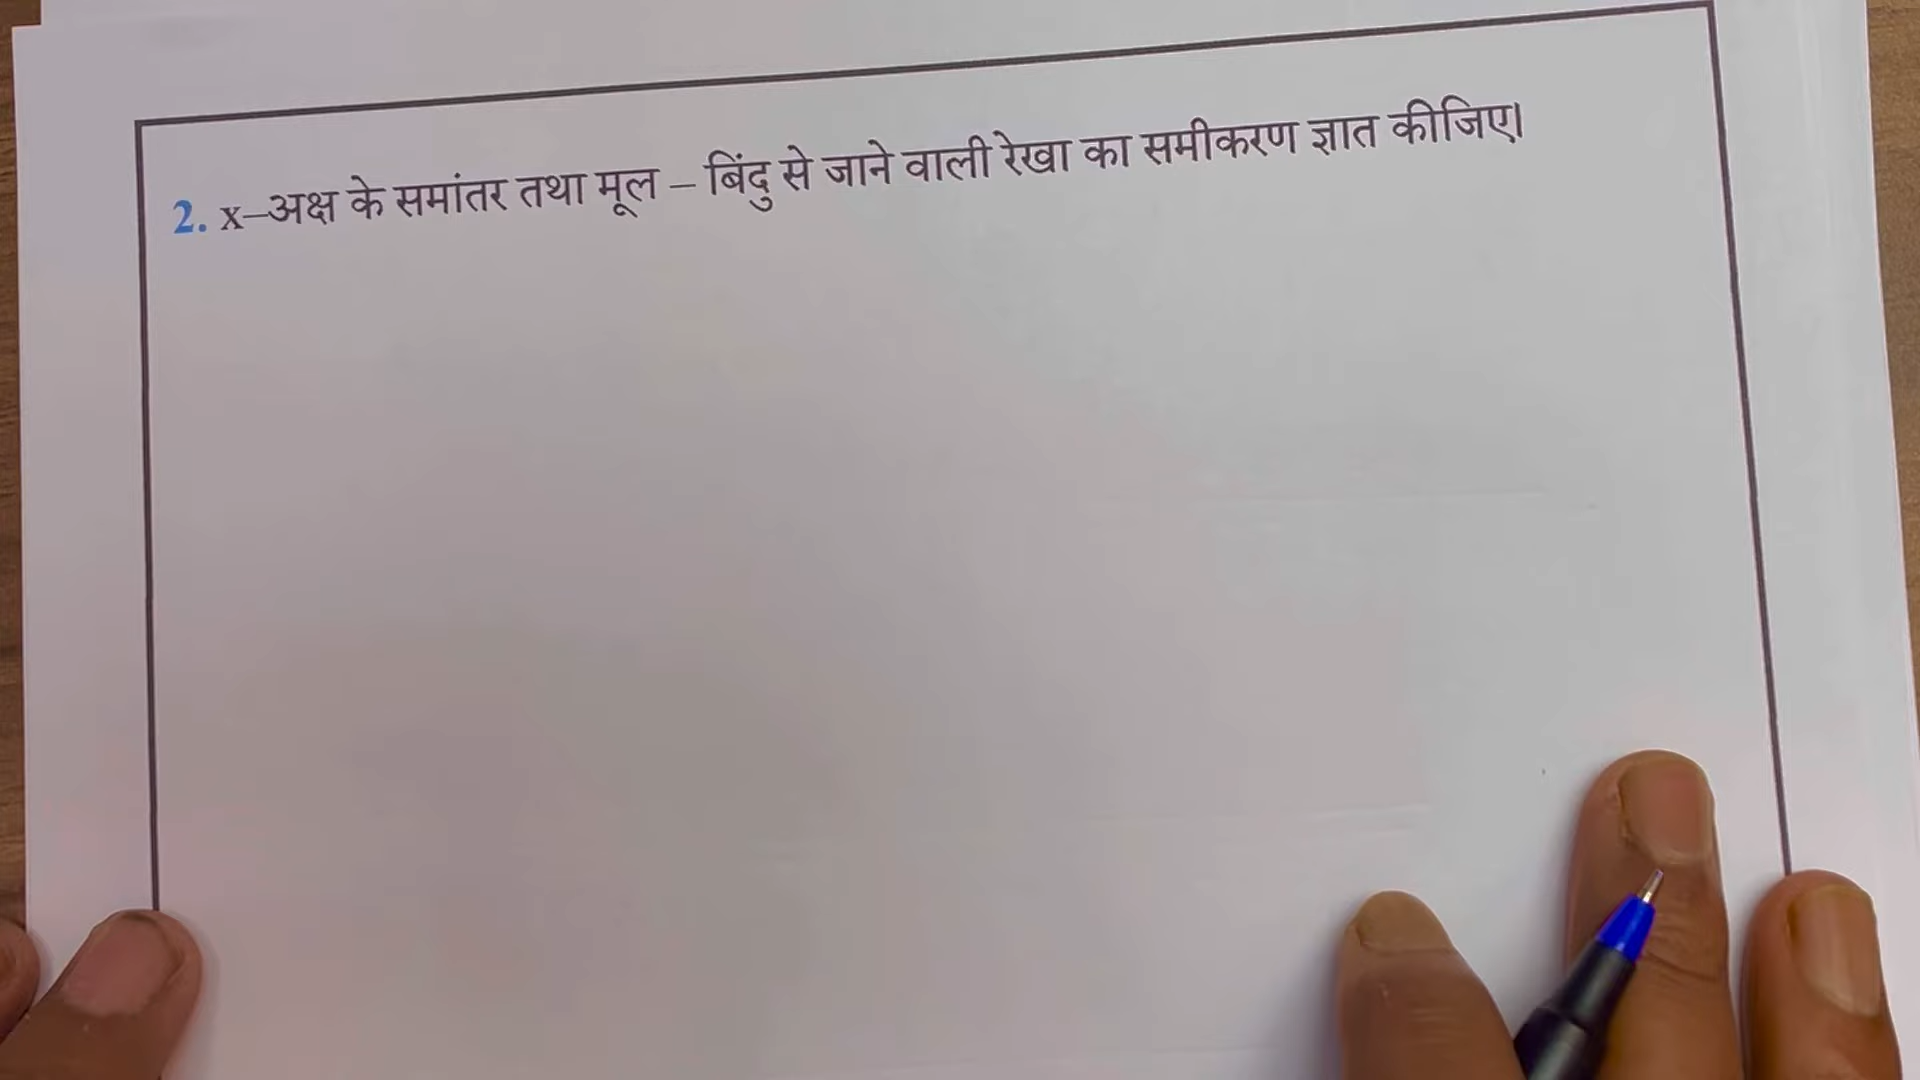 2. x–अक्ष के समांतर तथा मूल – बिंदु से जाने वाली रेखा का समीकरण ज्ञात कीजिए।